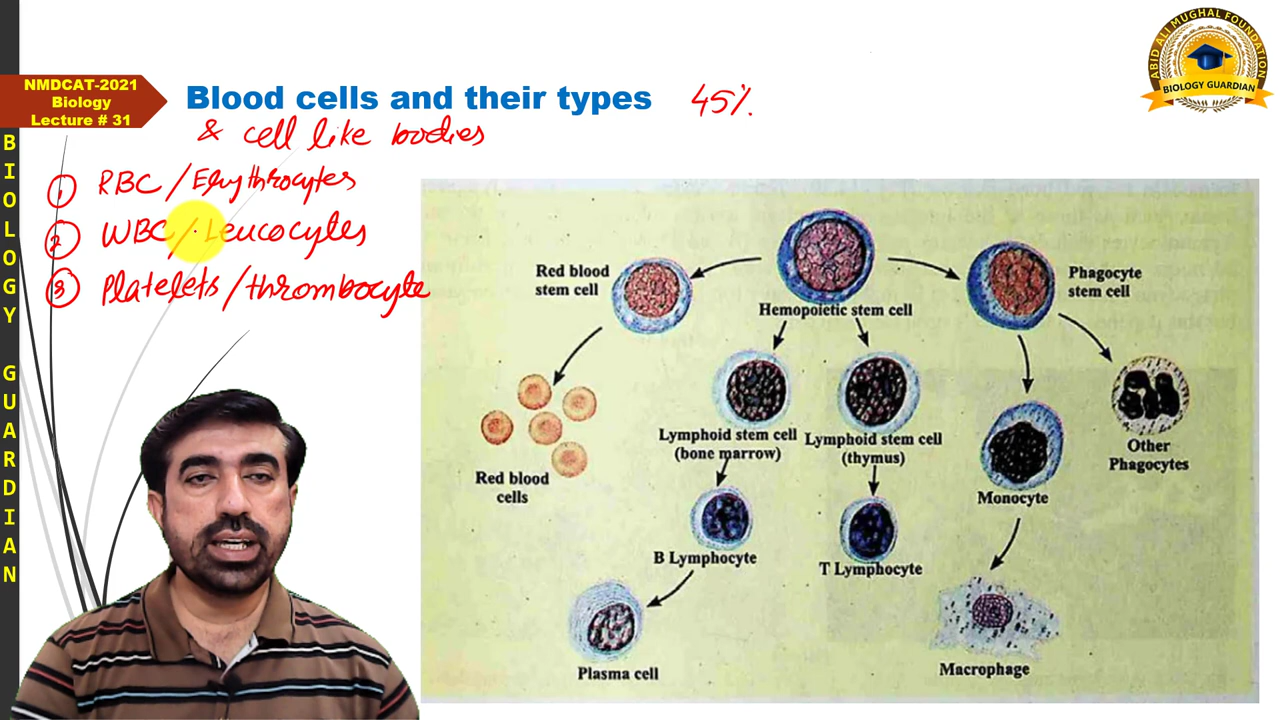 ABID ALI MUGHAL FOUNDATION
BIOLOGY GUARDIAN
NMDCAT-2021
Biology
Lecture # 31
Blood cells and their types 45%
& cell like bodies
① RBC/Erythrocytes
② WBC/Leucocytes
③ Platelets/thrombocyte
BIOLOGY GUARDIAN
Red blood
stem cell
Hemopoietic stem cell
Phagocyte
stem cell
Red blood
cells
Lymphoid stem cell
(bone marrow)
Lymphoid stem cell
(thymus)
Monocyte
Other
Phagocytes
B Lymphocyte
T Lymphocyte
Plasma cell
Macrophage